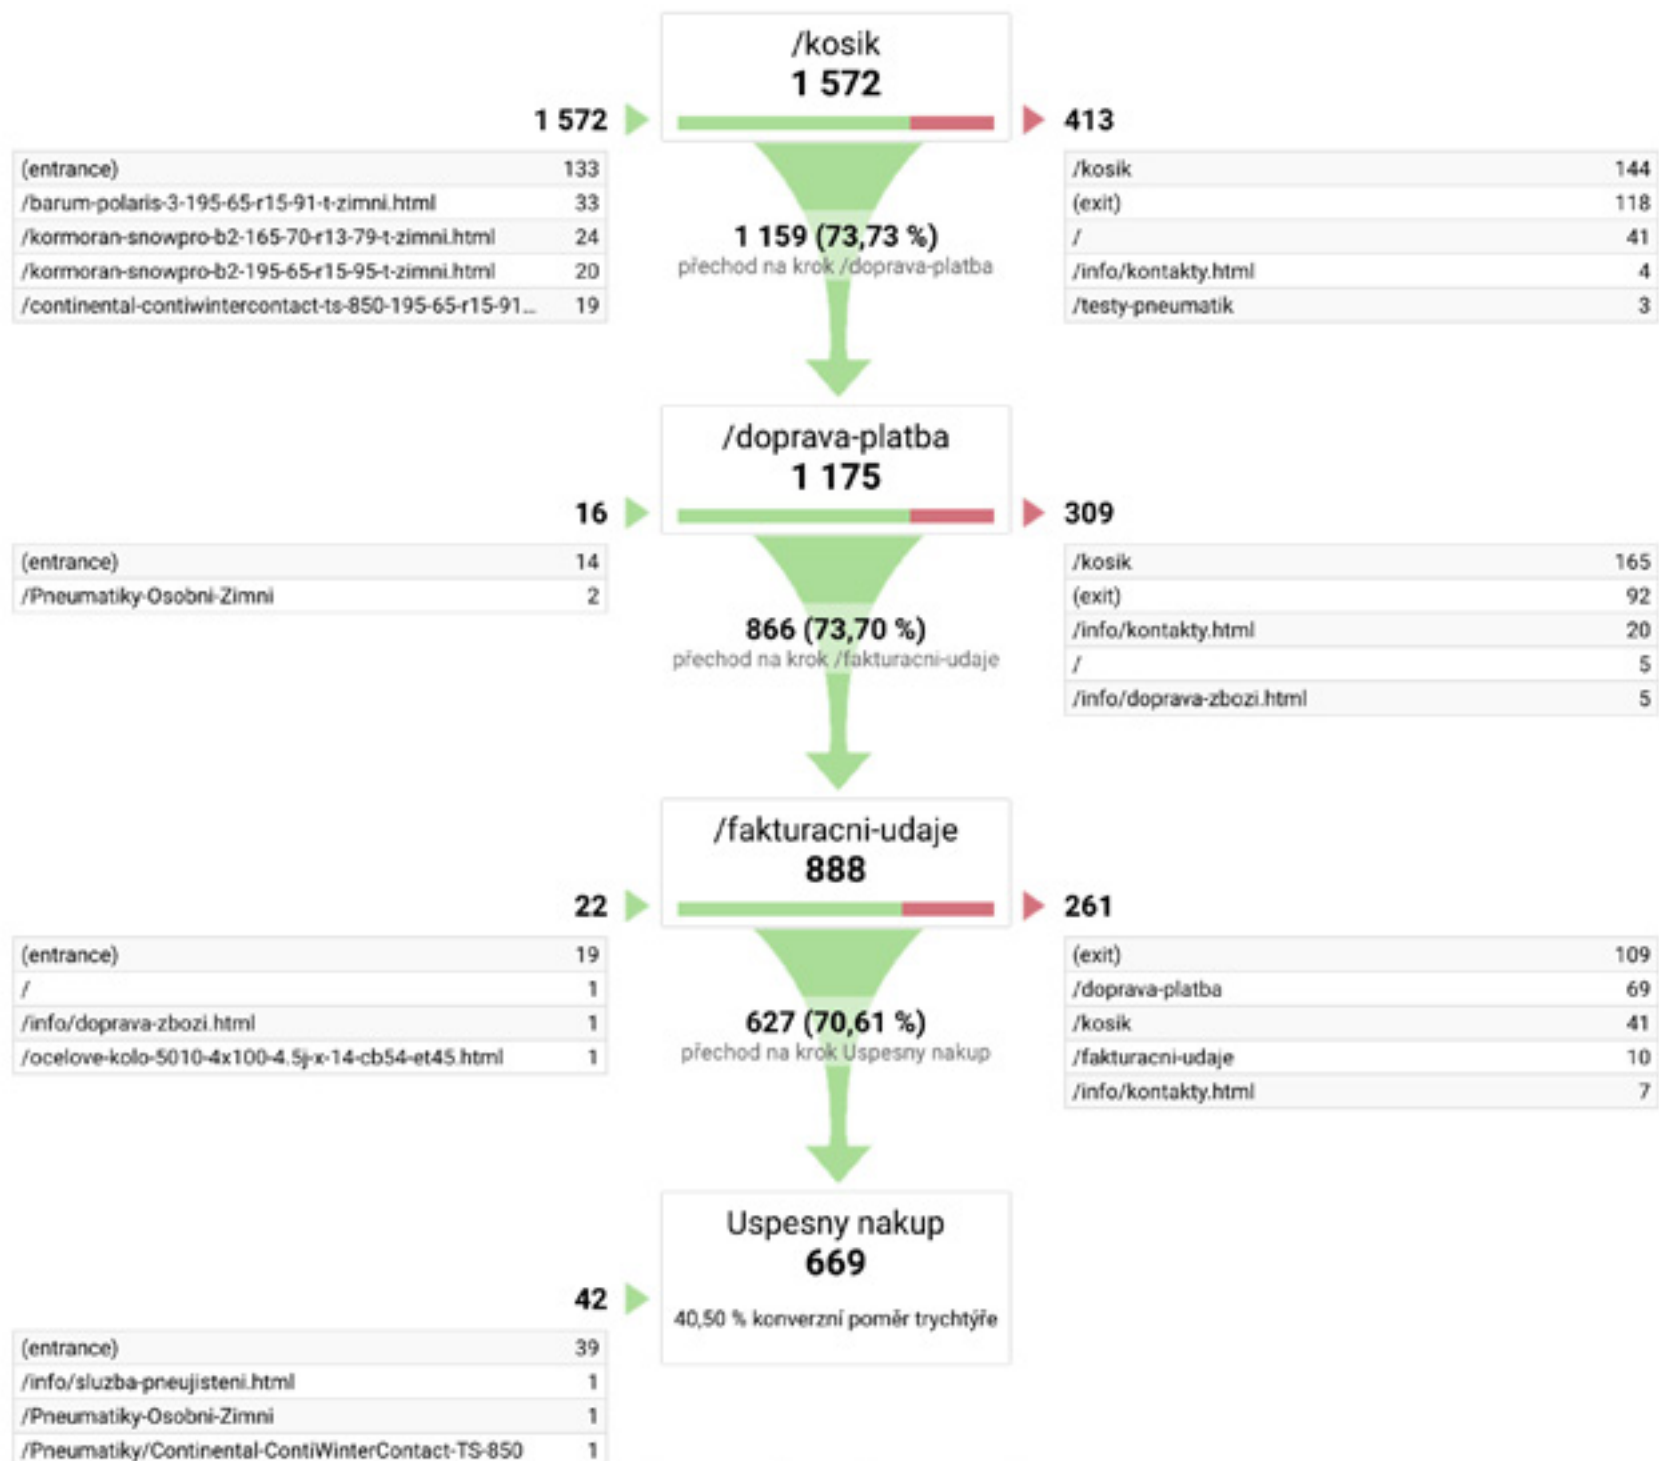 /kosik
1 572
1 572
413
(entrance) 133
/barum-polaris-3-195-65-r15-91-t-zimni.html 33
/kormoran-snowpro-b2-165-70-r13-79-t-zimni.html 24
/kormoran-snowpro-b2-195-65-r15-95-t-zimni.html 20
/continental-contiwintercontact-ts-850-195-65-r15-91... 19
1 159 (73,73 %)
přechod na krok /doprava-platba
/kosik 144
(exit) 118
/ 41
/info/kontakty.html 4
/testy-pneumatik 3
/doprava-platba
1 175
16
309
(entrance) 14
/Pneumatiky-Osobni-Zimni 2
866 (73,70 %)
přechod na krok /fakturacni-udaje
/kosik 165
(exit) 92
/info/kontakty.html 20
/ 5
/info/doprava-zbozi.html 5
/fakturacni-udaje
888
22
261
(entrance) 19
/ 1
/info/doprava-zbozi.html 1
/ocelove-kolo-5010-4x100-4.5j-x-14-cb54-et45.html 1
627 (70,61 %)
přechod na krok Uspesny nakup
(exit) 109
/doprava-platba 69
/kosik 41
/fakturacni-udaje 10
/info/kontakty.html 7
Uspesny nakup
669
42
40,50 % konverzní poměr trychtýře
(entrance) 39
/info/sluzba-pneujisteni.html 1
/Pneumatiky-Osobni-Zimni 1
/Pneumatiky/Continental-ContiWinterContact-TS-850 1